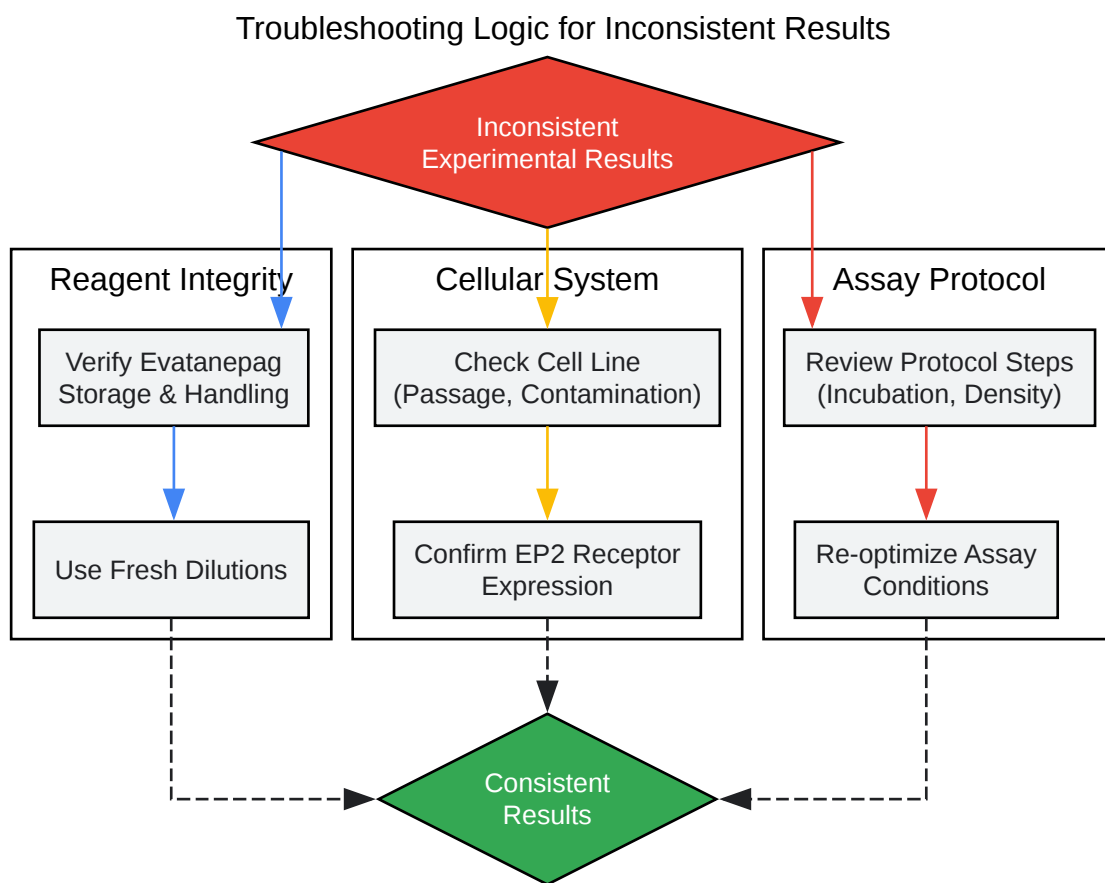 Troubleshooting Logic for Inconsistent Results
Inconsistent
Experimental Results
Reagent Integrity
Cellular System
Assay Protocol
Verify Evatanepag
Storage & Handling
Check Cell Line
(Passage, Contamination)
Review Protocol Steps
(Incubation, Density)
Use Fresh Dilutions
Confirm EP2 Receptor
Expression
Re-optimize Assay
Conditions
Consistent
Results